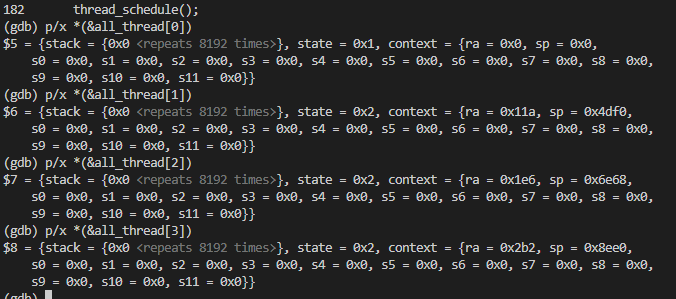 182       thread_schedule();
(gdb) p/x *(&all_thread[0])
$5 = {stack = {0x0 <repeats 8192 times>}, state = 0x1, context = {ra = 0x0, sp = 0x0,
    s0 = 0x0, s1 = 0x0, s2 = 0x0, s3 = 0x0, s4 = 0x0, s5 = 0x0, s6 = 0x0, s7 = 0x0, s8 = 0x0,
    s9 = 0x0, s10 = 0x0, s11 = 0x0}}
(gdb) p/x *(&all_thread[1])
$6 = {stack = {0x0 <repeats 8192 times>}, state = 0x2, context = {ra = 0x11a, sp = 0x4df0,
    s0 = 0x0, s1 = 0x0, s2 = 0x0, s3 = 0x0, s4 = 0x0, s5 = 0x0, s6 = 0x0, s7 = 0x0, s8 = 0x0,
    s9 = 0x0, s10 = 0x0, s11 = 0x0}}
(gdb) p/x *(&all_thread[2])
$7 = {stack = {0x0 <repeats 8192 times>}, state = 0x2, context = {ra = 0x1e6, sp = 0x6e68,
    s0 = 0x0, s1 = 0x0, s2 = 0x0, s3 = 0x0, s4 = 0x0, s5 = 0x0, s6 = 0x0, s7 = 0x0, s8 = 0x0,
    s9 = 0x0, s10 = 0x0, s11 = 0x0}}
(gdb) p/x *(&all_thread[3])
$8 = {stack = {0x0 <repeats 8192 times>}, state = 0x2, context = {ra = 0x2b2, sp = 0x8ee0,
    s0 = 0x0, s1 = 0x0, s2 = 0x0, s3 = 0x0, s4 = 0x0, s5 = 0x0, s6 = 0x0, s7 = 0x0, s8 = 0x0,
    s9 = 0x0, s10 = 0x0, s11 = 0x0}}
(gdb)